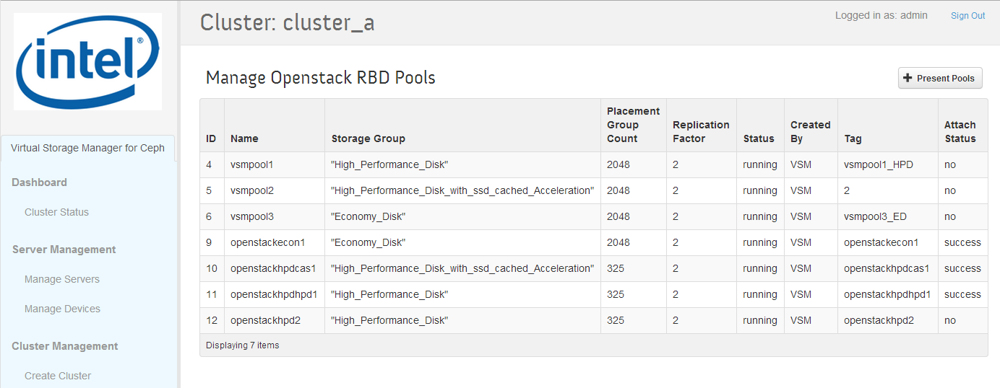 intel®
Virtual Storage Manager for Ceph
Dashboard
Cluster Status
Server Management
Manage Servers
Manage Devices
Cluster Management
Create Cluster
Cluster: cluster_a
Logged in as: admin Sign Out
Manage Openstack RBD Pools
+ Present Pools
ID Name Storage Group Placement Group Count Replication Factor Status Created By Tag Attach Status
4 vsmpool1 "High_Performance_Disk" 2048 2 running VSM vsmpool1_HPD no
5 vsmpool2 "High_Performance_Disk_with_ssd_cached_Acceleration" 2048 2 running VSM 2 no
6 vsmpool3 "Economy_Disk" 2048 2 running VSM vsmpool3_ED no
9 openstackecon1 "Economy_Disk" 2048 2 running VSM openstackecon1 success
10 openstackhpdcas1 "High_Performance_Disk_with_ssd_cached_Acceleration" 325 2 running VSM openstackhpdcas1 success
11 openstackhpdhpd1 "High_Performance_Disk" 325 2 running VSM openstackhpdhpd1 success
12 openstackhpd2 "High_Performance_Disk" 325 2 running VSM openstackhpd2 no
Displaying 7 items